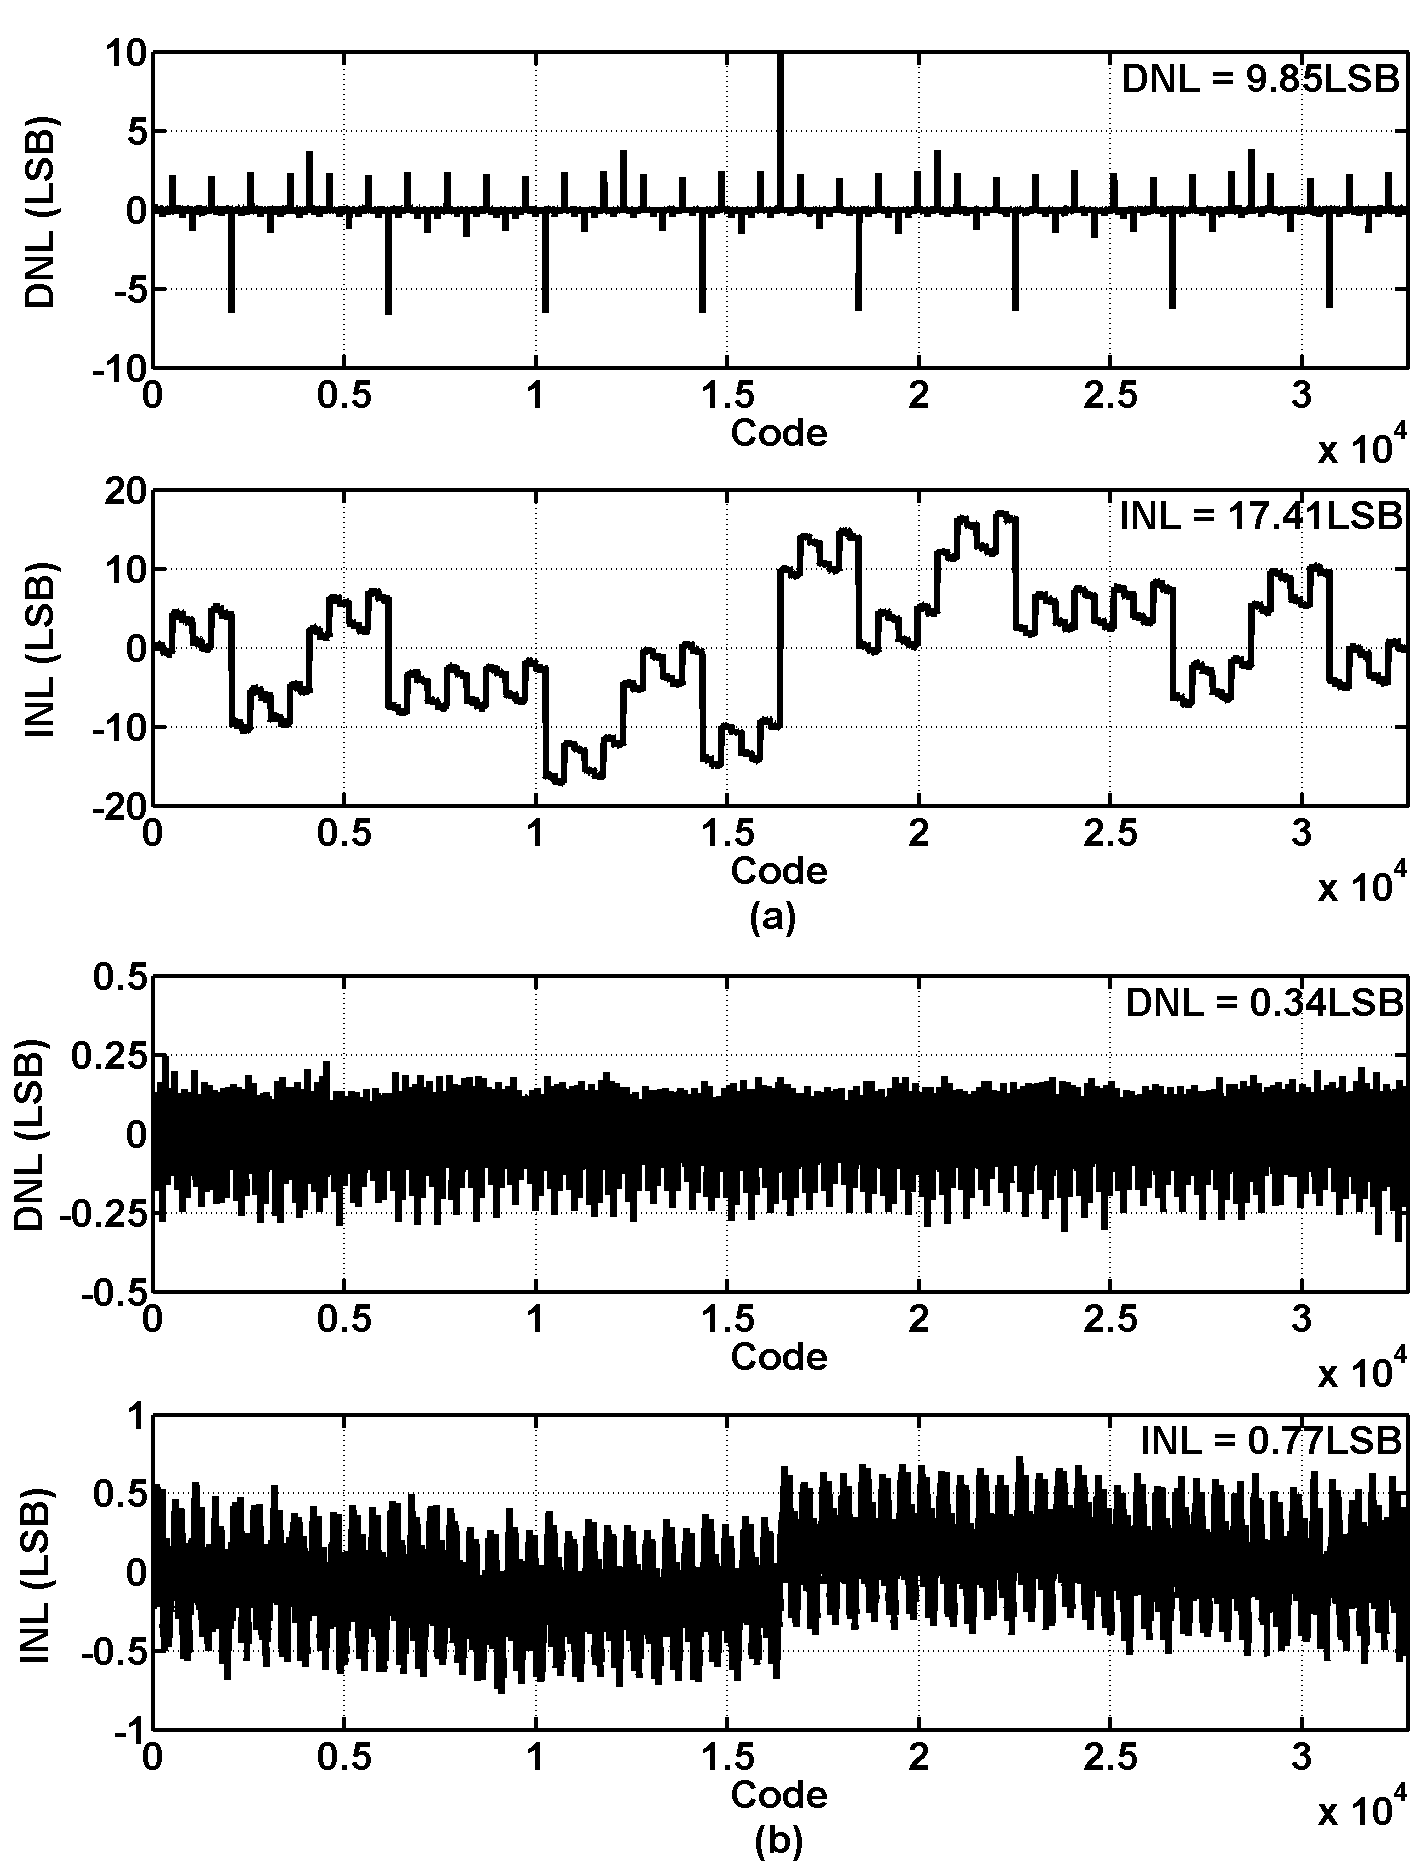 DNL = 9.85LSB
DNL (LSB)
10
5
0
-5
-10
0 0.5 1 1.5 2 2.5 3
Code
x 10^4
INL = 17.41LSB
INL (LSB)
20
10
0
-10
-20
0 0.5 1 1.5 2 2.5 3
Code
x 10^4
(a)
DNL = 0.34LSB
DNL (LSB)
0.5
0.25
0
-0.25
-0.5
0 0.5 1 1.5 2 2.5 3
Code
x 10^4
INL = 0.77LSB
INL (LSB)
1
0.5
0
-0.5
-1
0 0.5 1 1.5 2 2.5 3
Code
x 10^4
(b)